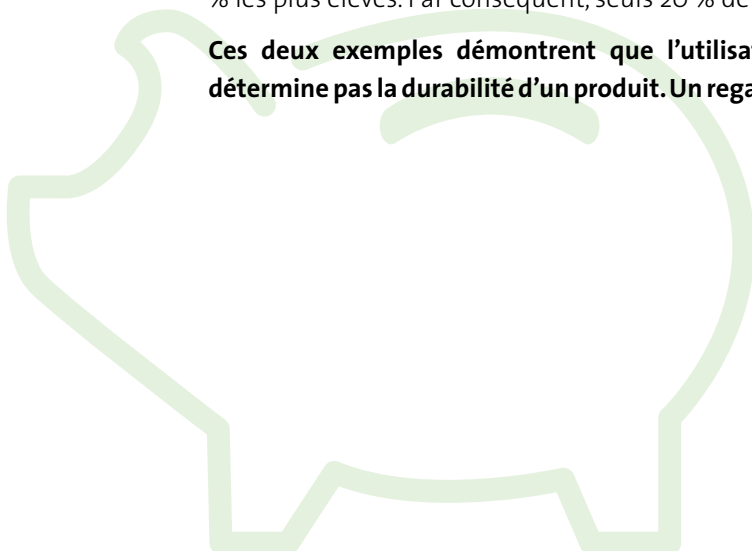 % les plus élevés. Par conséquent, seuls 20 % de
Ces deux exemples démontrent que l'utilisat
détermine pas la durabilité d'un produit. Un rega